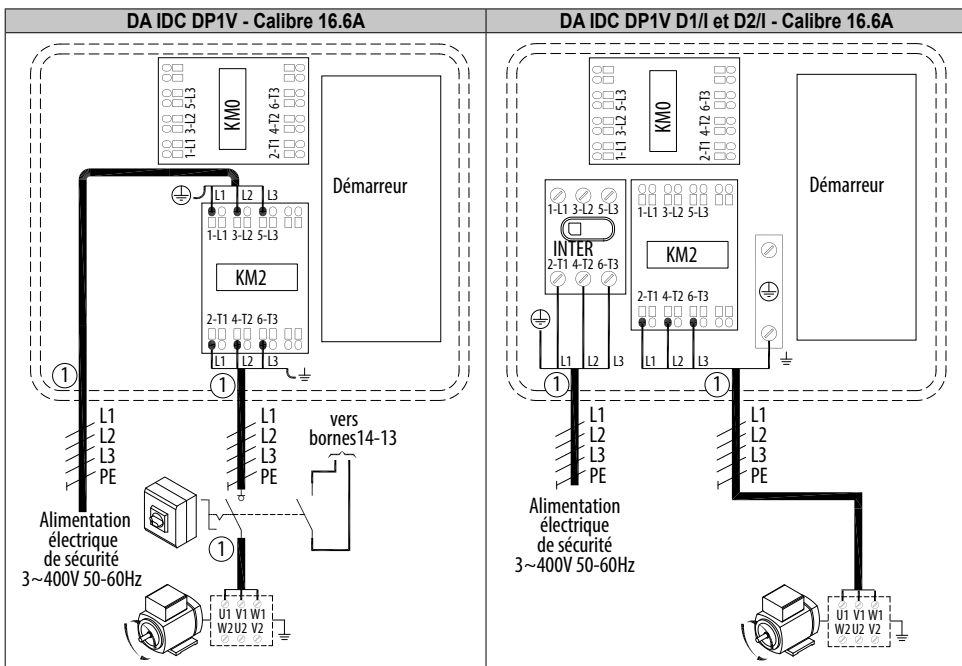 DA IDC DP1V - Calibre 16.6A
KM0
1-L1 3-L2 5-L3
2-T1 4-T2 6-T3
Démarreur
L1 L2 L3
1-L1 3-L2 5-L3
KM2
2-T1 4-T2 6-T3
L1 L2 L3
1
1
L1
L2
L3
PE
L1
L2
L3
PE
vers
bornes14-13
Alimentation
électrique
de sécurité
3~400V 50-60Hz
1
U1 V1 W1
W2 U2 V2
DA IDC DP1V D1/I et D2/I - Calibre 16.6A
KM0
1-L1 3-L2 5-L3
2-T1 4-T2 6-T3
Démarreur
1-L1 3-L2 5-L3
INTER
2-T1 4-T2 6-T3
1-L1 3-L2 5-L3
KM2
2-T1 4-T2 6-T3
L1 L2 L3
L1 L2 L3
1
1
L1
L2
L3
PE
L1
L2
L3
PE
Alimentation
électrique
de sécurité
3~400V 50-60Hz
U1 V1 W1
W2 U2 V2